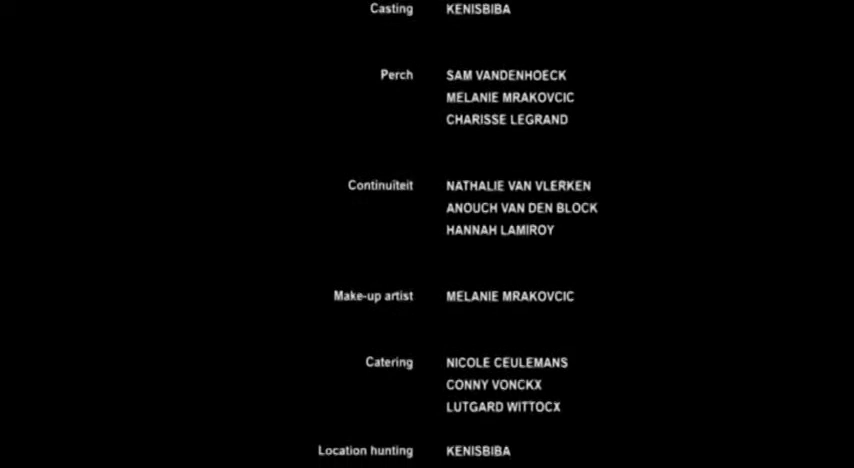 Casting KENISBIBA
Perch SAM VANDENHOECK
MELANIE MRAKOVCIC
CHARISSE LEGRAND
Continuïteit NATHALIE VAN VLERKEN
ANOUCH VAN DEN BLOCK
HANNAH LAMIROY
Make-up artist MELANIE MRAKOVCIC
Catering NICOLE CEULEMANS
CONNY VONCKX
LUTGARD WITTOCX
Location hunting KENISBIBA